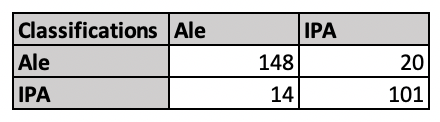 Classifications Ale IPA
Ale 148 20
IPA 14 101